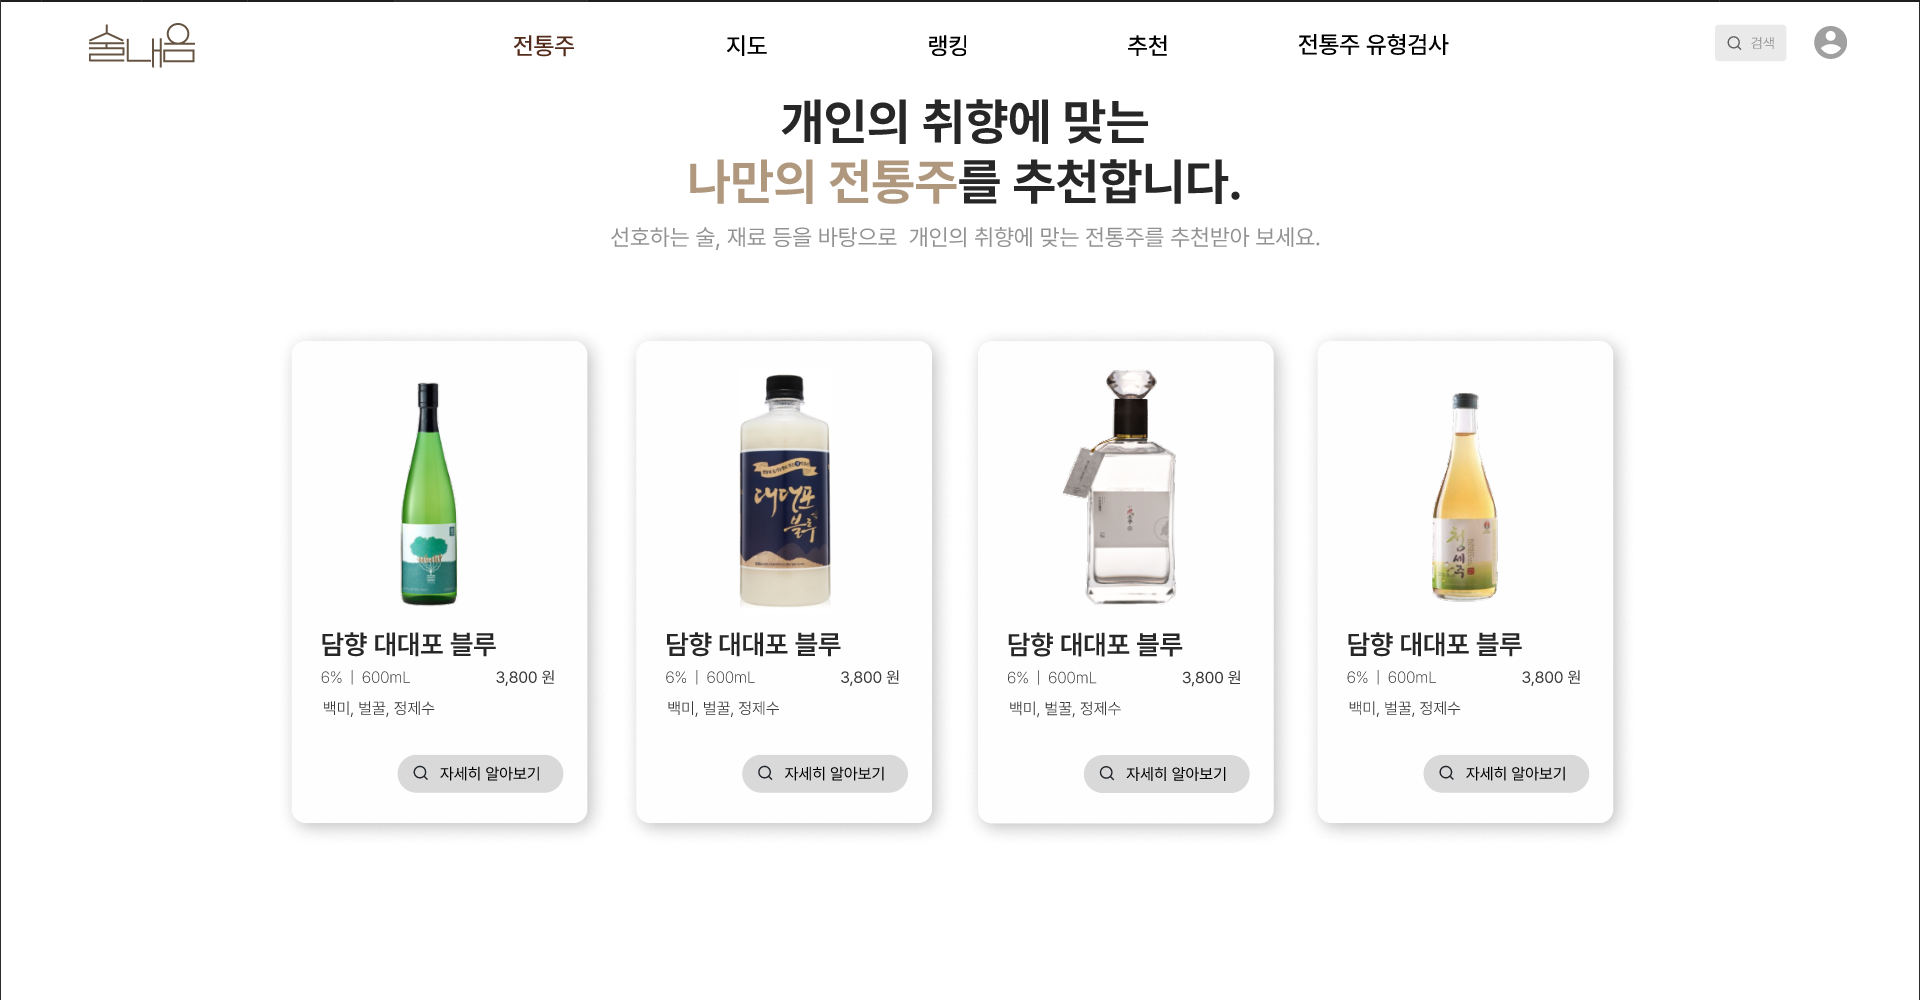 술내음
전통주 지도 랭킹 추천 전통주 유형검사 검색
개인의 취향에 맞는
나만의 전통주를 추천합니다.
선호하는 술, 재료 등을 바탕으로 개인의 취향에 맞는 전통주를 추천받아 보세요.
대대포
블루
청세주
담향 대대포 블루
6% | 600mL 3,800 원
백미, 벌꿀, 정제수
자세히 알아보기
담향 대대포 블루
6% | 600mL 3,800 원
백미, 벌꿀, 정제수
자세히 알아보기
담향 대대포 블루
6% | 600mL 3,800 원
백미, 벌꿀, 정제수
자세히 알아보기
담향 대대포 블루
6% | 600mL 3,800 원
백미, 벌꿀, 정제수
자세히 알아보기